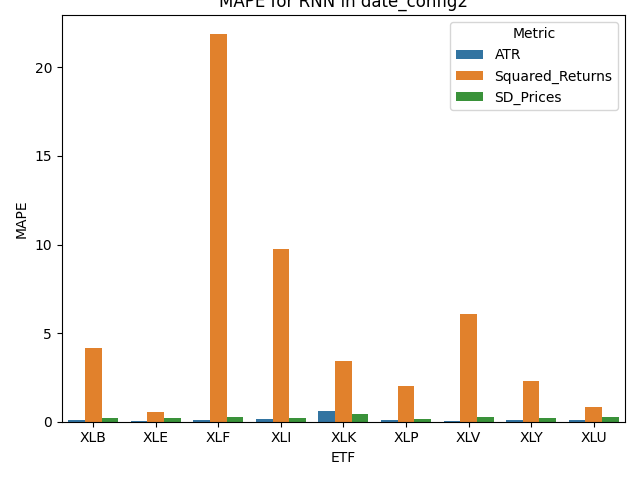 MAPE for RNN in date_config2
Metric
ATR
Squared_Returns
SD_Prices
20
15
10
5
0
MAPE
XLB XLE XLF XLI XLK XLP XLV XLY XLU
ETF